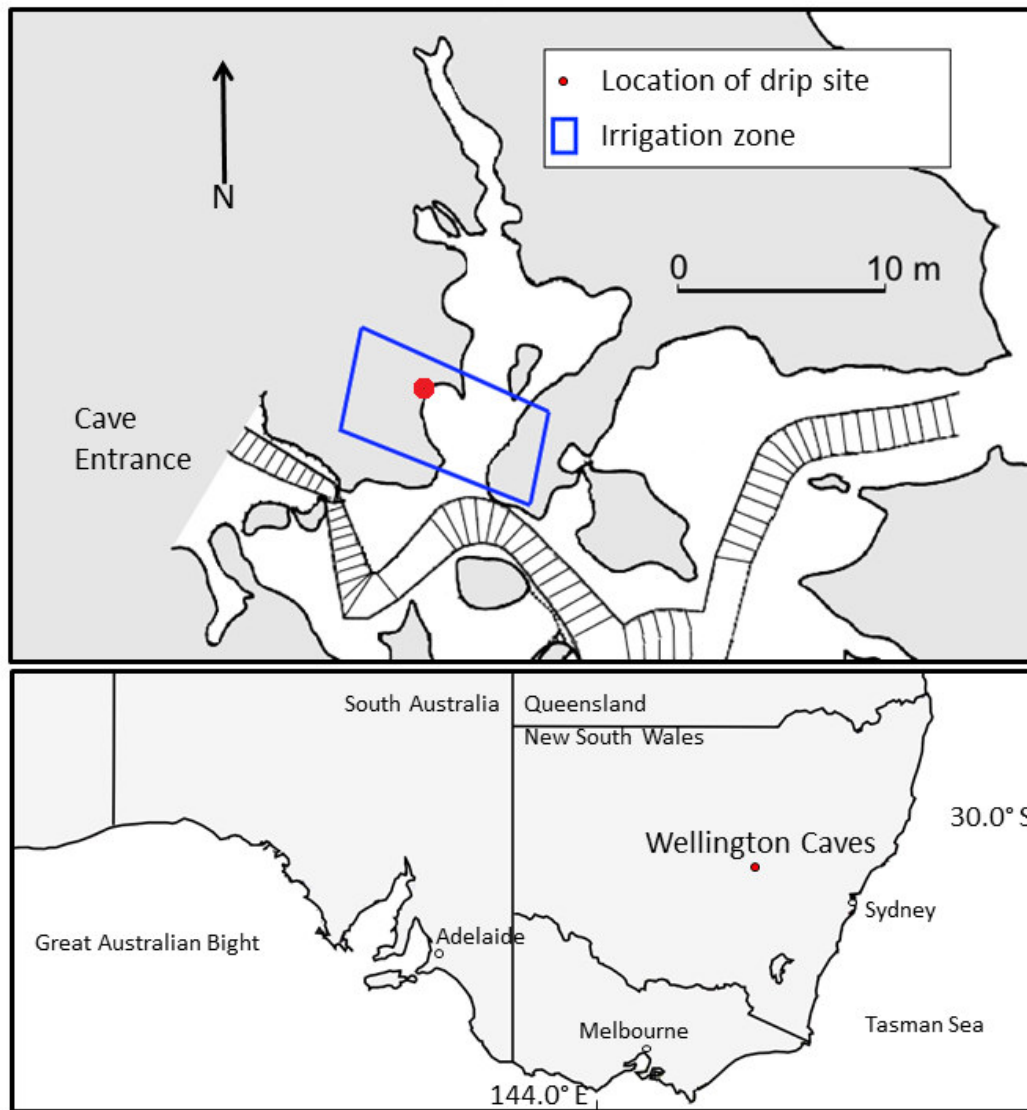 Location of drip site
Irrigation zone
N
0 10 m
Cave
Entrance
South Australia
Queensland
New South Wales
30.0° S
Wellington Caves
Sydney
Great Australian Bight
Adelaide
Tasman Sea
Melbourne
144.0° E